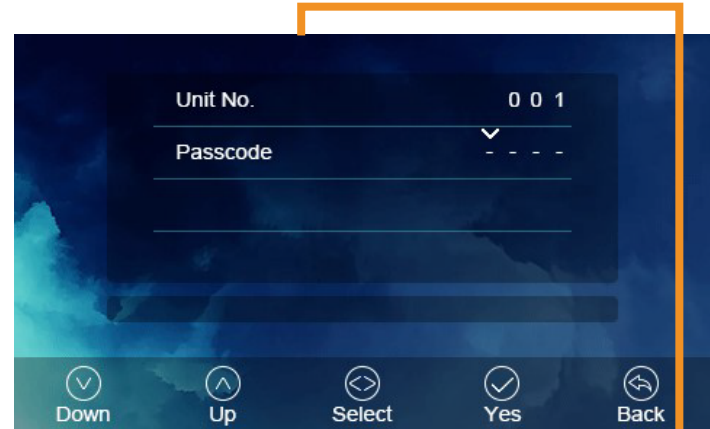 Unit No. 0 0 1
Passcode - - - -
Down Up Select Yes Back